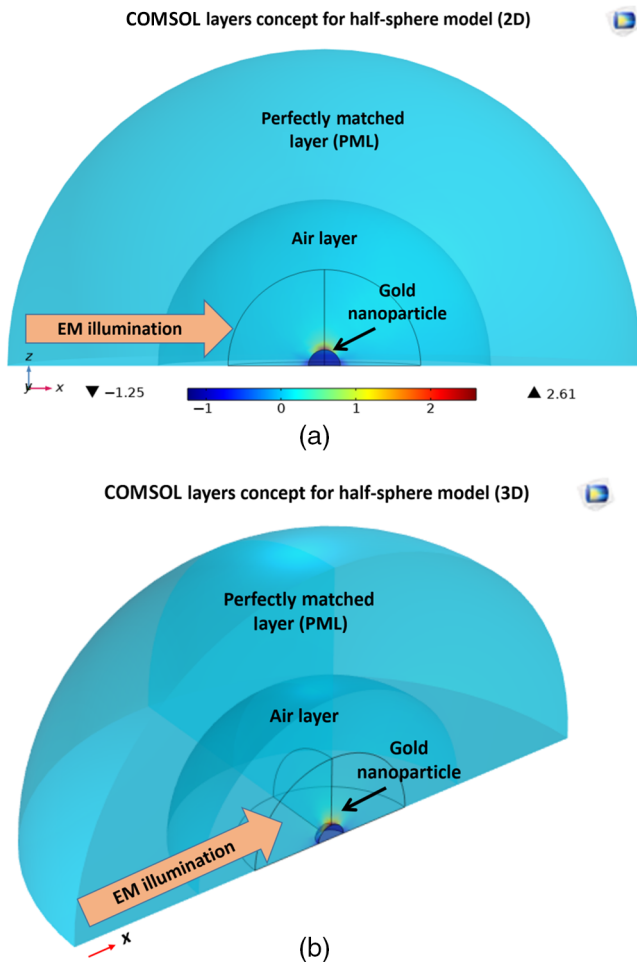 COMSOL layers concept for half-sphere model (2D)
Perfectly matched
layer (PML)
Air layer
Gold
nanoparticle
EM illumination
z
y x
▼ −1.25
−1 0 1 2
▲ 2.61
(a)
COMSOL layers concept for half-sphere model (3D)
Perfectly matched
layer (PML)
Air layer
Gold
nanoparticle
EM illumination
x
(b)